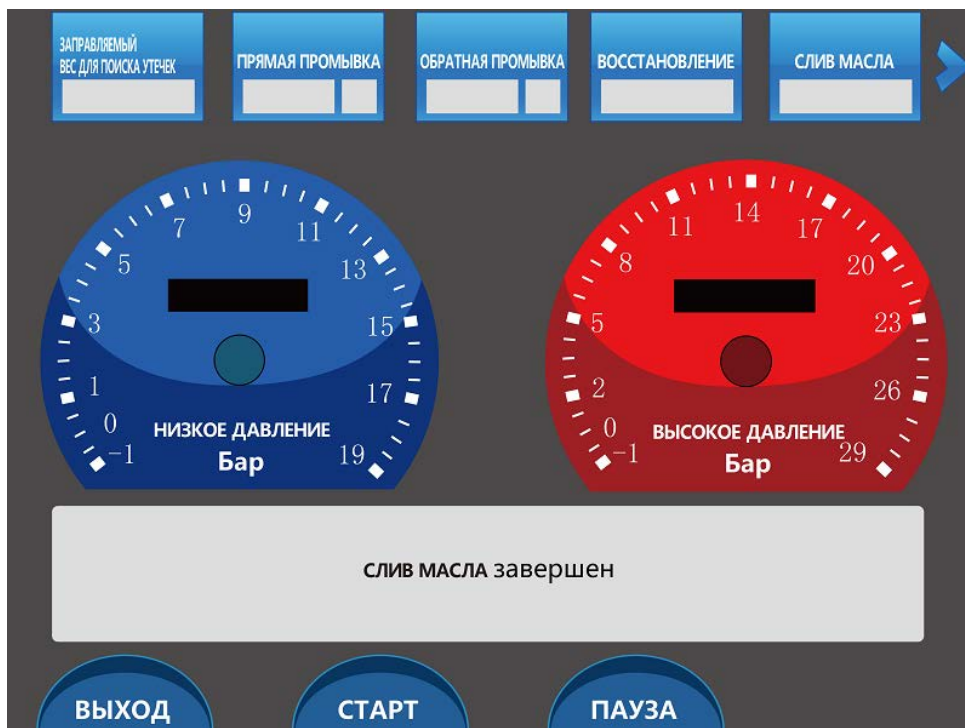 ЗАПРАВЛЯЕМЫЙ
ВЕС ДЛЯ ПОИСКА УТЕЧЕК
ПРЯМАЯ ПРОМЫВКА
ОБРАТНАЯ ПРОМЫВКА
ВОССТАНОВЛЕНИЕ
СЛИВ МАСЛА
-1
0
1
3
5
7
9
11
13
15
17
19
НИЗКОЕ ДАВЛЕНИЕ
Бар
-1
0
2
5
8
11
14
17
20
23
26
29
ВЫСОКОЕ ДАВЛЕНИЕ
Бар
СЛИВ МАСЛА завершен
ВЫХОД
СТАРТ
ПАУЗА